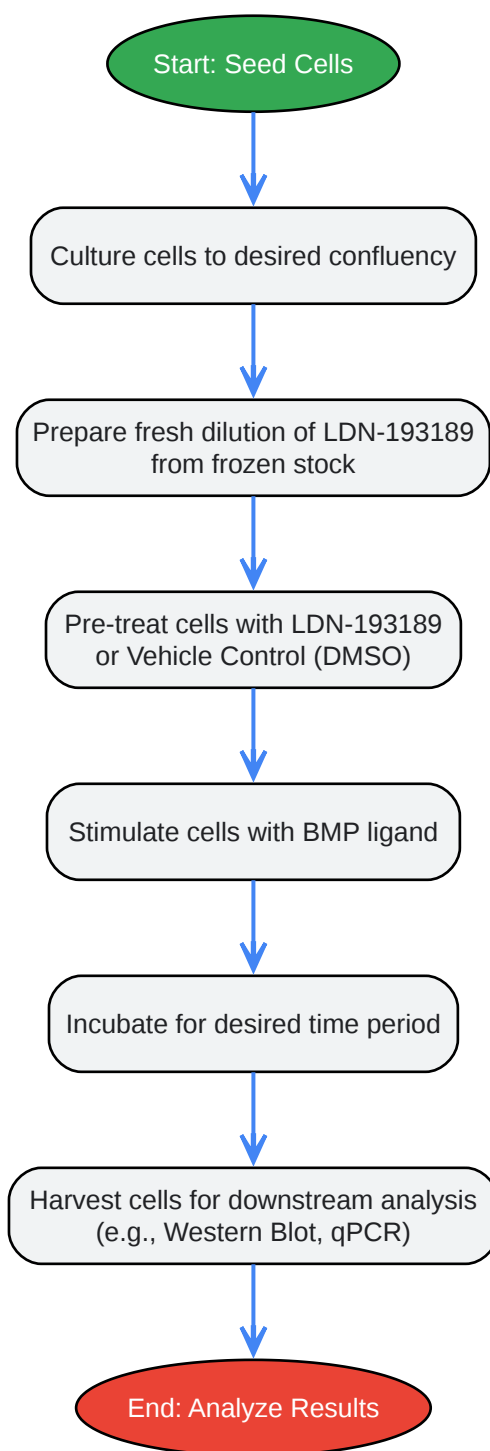 Start: Seed Cells
Culture cells to desired confluency
Prepare fresh dilution of LDN-193189
from frozen stock
Pre-treat cells with LDN-193189
or Vehicle Control (DMSO)
Stimulate cells with BMP ligand
Incubate for desired time period
Harvest cells for downstream analysis
(e.g., Western Blot, qPCR)
End: Analyze Results